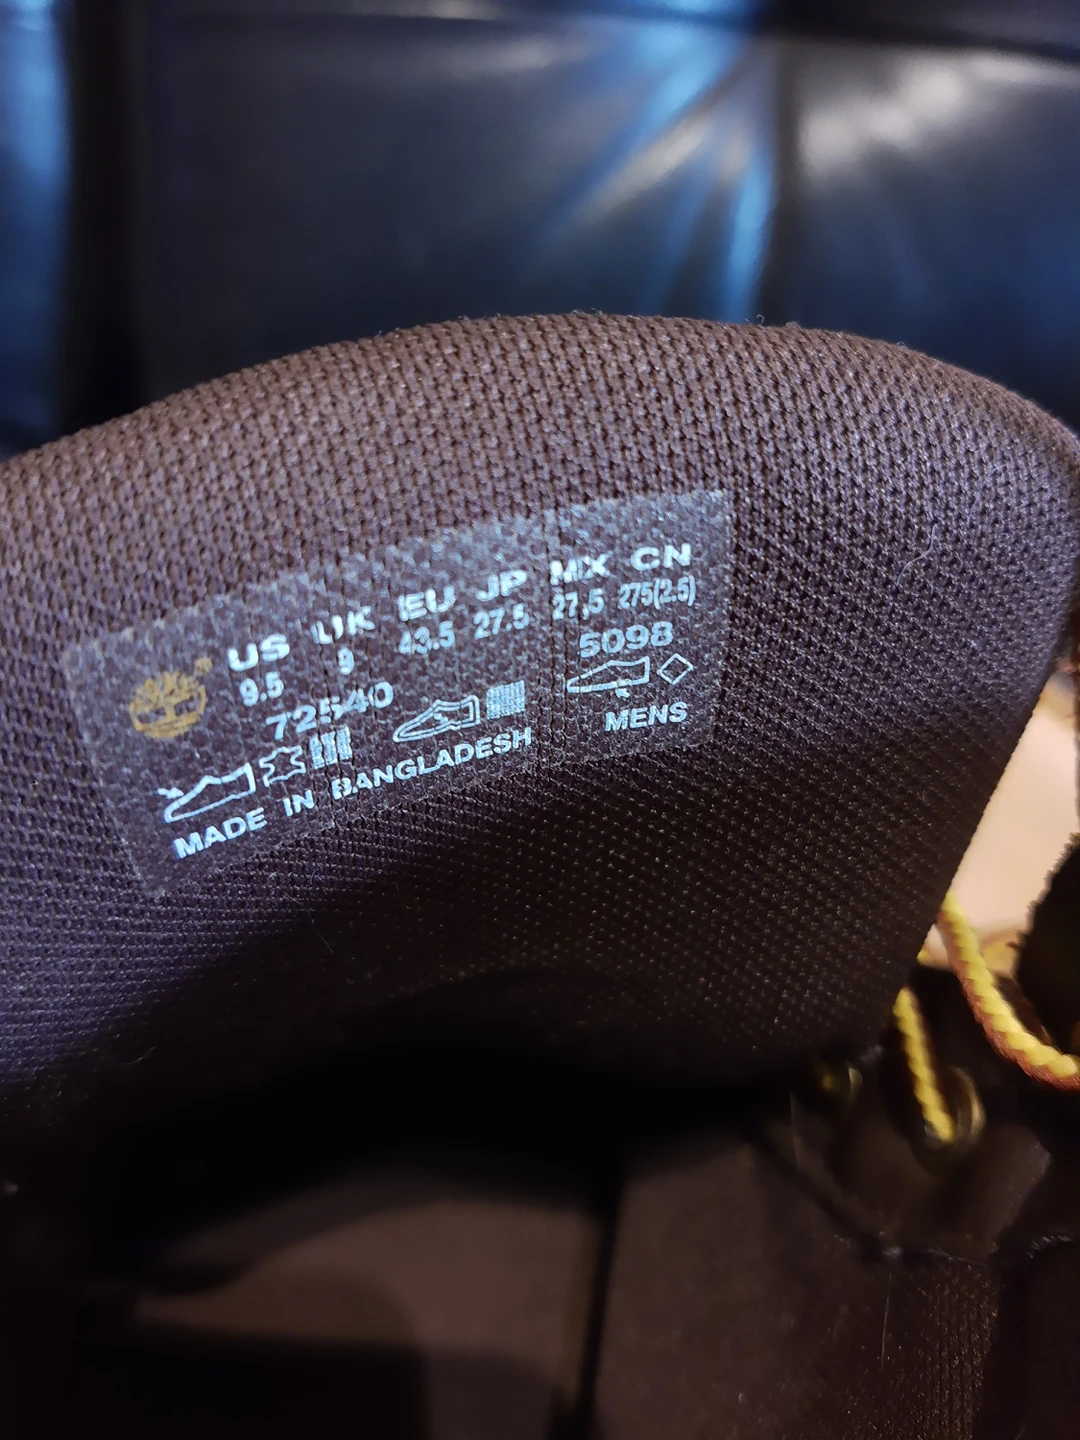 US UK EU JP MX CN
9.5 9 43.5 27.5 27,5 275(2.5)
72540 5098
MADE IN BANGLADESH MENS